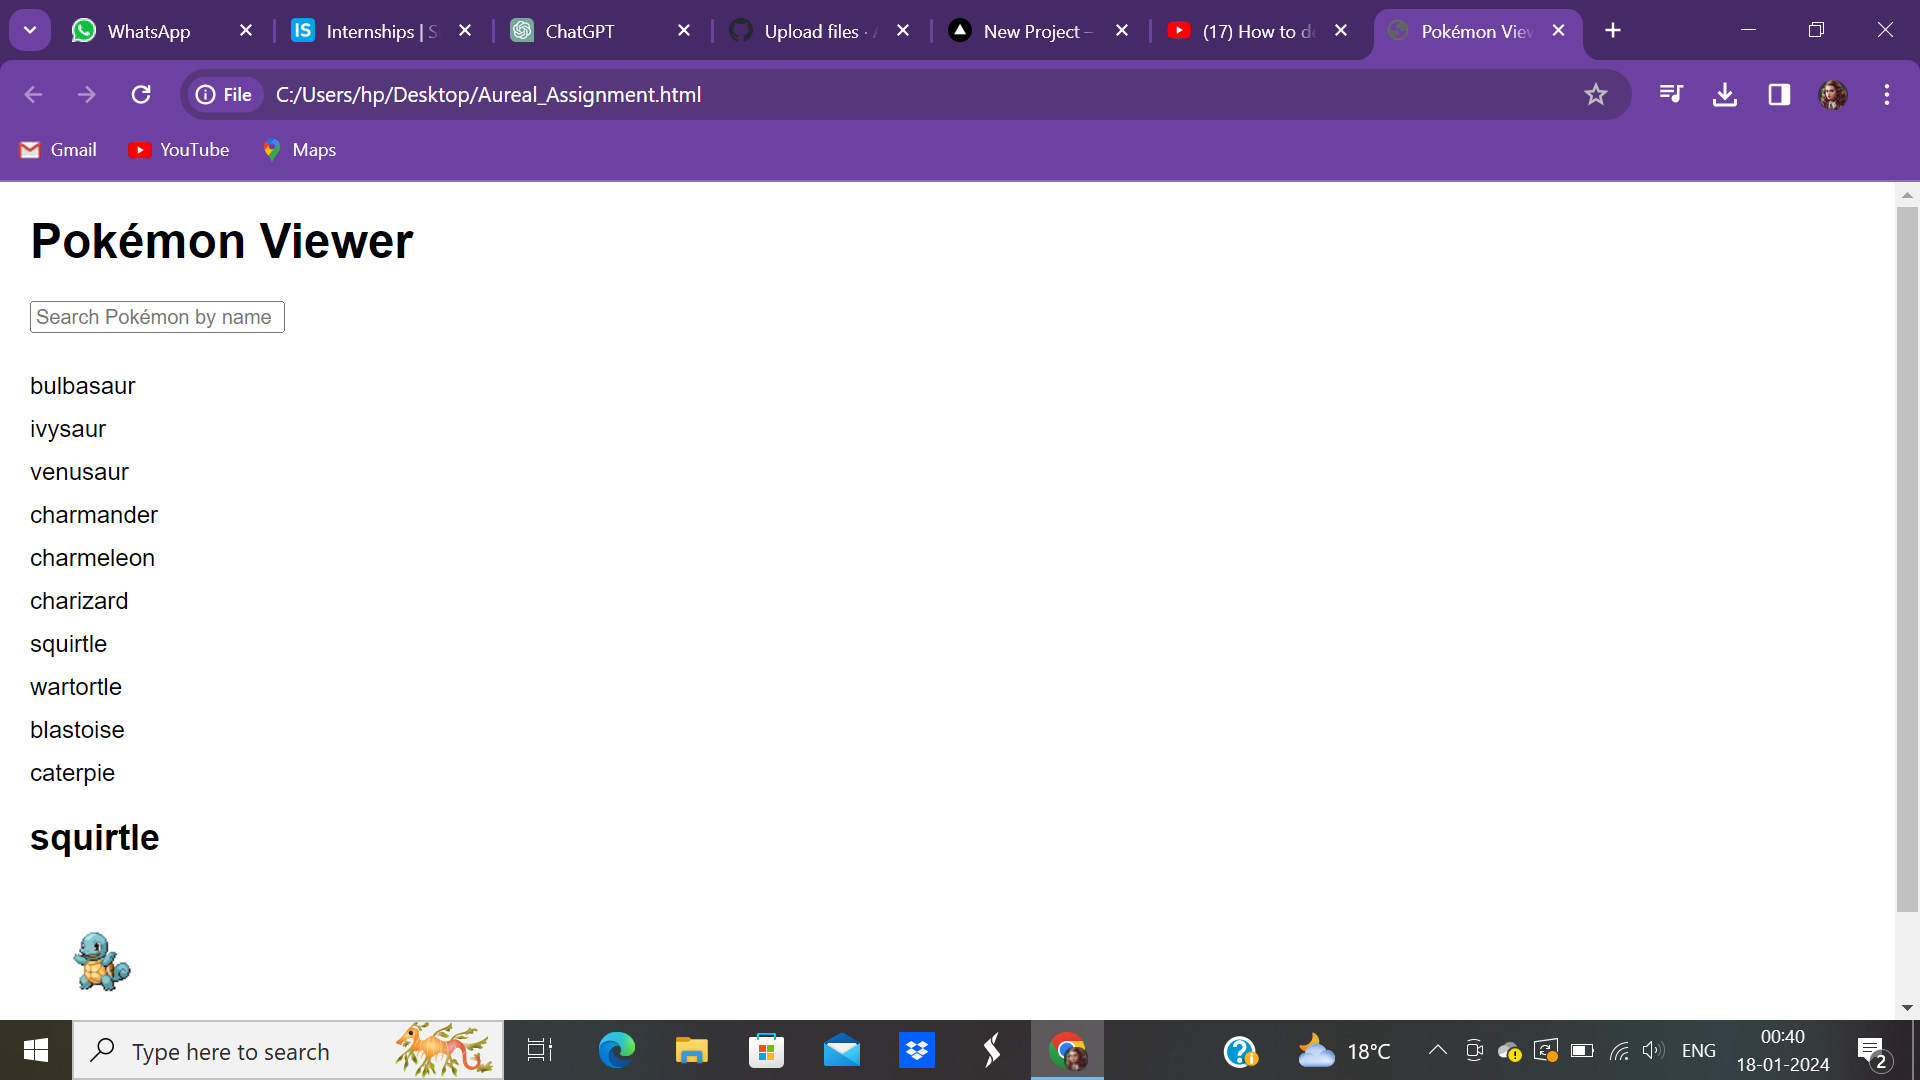 WhatsApp
Internships | S
ChatGPT
Upload files · A
New Project –
(17) How to d
Pokémon View
File
C:/Users/hp/Desktop/Aureal_Assignment.html
Gmail
YouTube
Maps
Pokémon Viewer
Search Pokémon by name
bulbasaur
ivysaur
venusaur
charmander
charmeleon
charizard
squirtle
wartortle
blastoise
caterpie
squirtle
Type here to search
18°C
ENG
00:40
18-01-2024
2